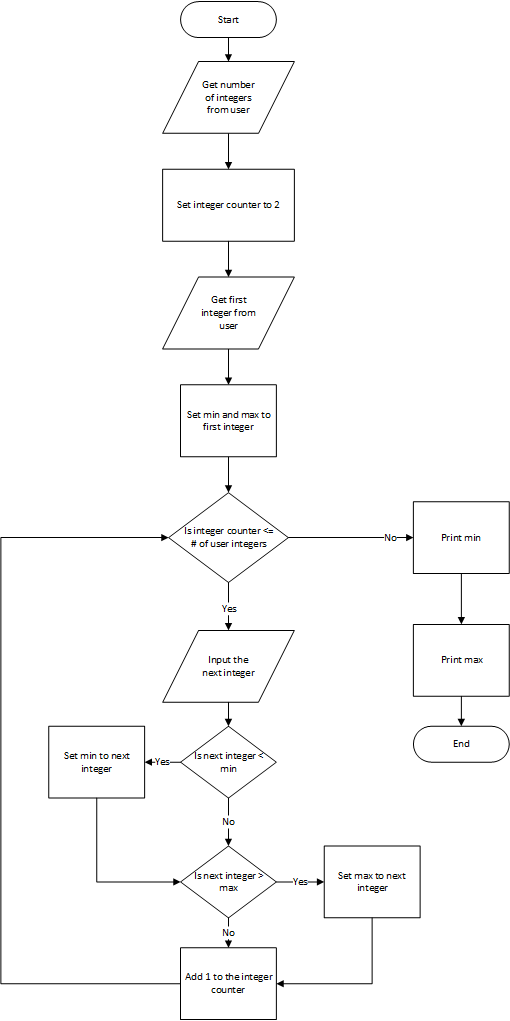 Start
Get number
of integers
from user
Set integer counter to 2
Get first
integer from
user
Set min and max to
first integer
Is integer counter <=
# of user integers
No
Print min
Yes
Input the
next integer
Print max
End
Is next integer <
min
Yes
Set min to next
integer
No
Is next integer >
max
Yes
Set max to next
integer
No
Add 1 to the integer
counter